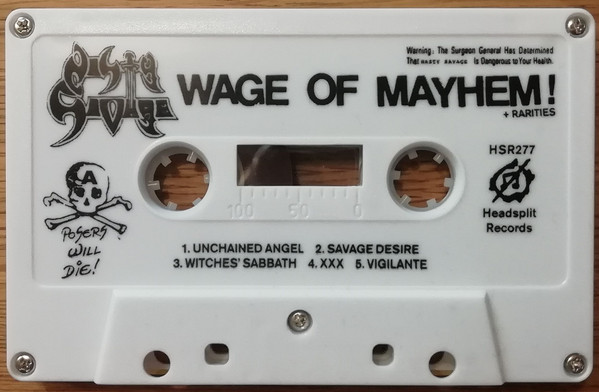 Nasty Savage
WAGE OF MAYHEM!
+ RARITIES
Warning: The Surgeon General Has Determined
That NASTY SAVAGE Is Dangerous to Your Health.
A
POSERS
WILL
DIE!
HSR277
Headsplit
Records
100 50 0
1. UNCHAINED ANGEL 2. SAVAGE DESIRE
3. WITCHES' SABBATH 4. XXX 5. VIGILANTE